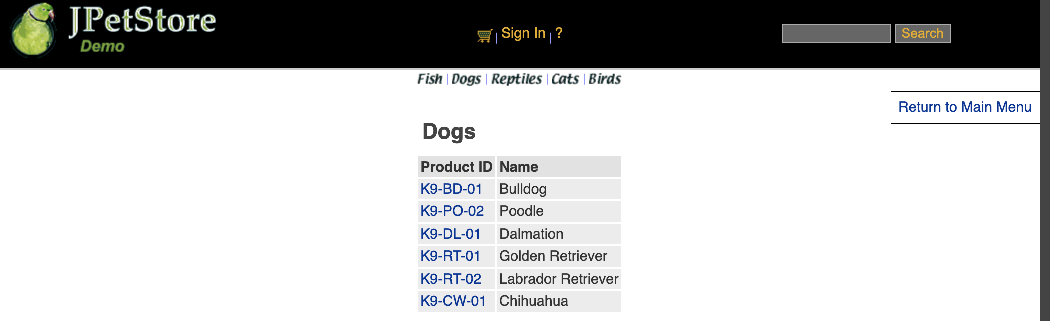 JPetStore
Demo
Sign In | ?
Search
Fish | Dogs | Reptiles | Cats | Birds
Return to Main Menu
Dogs
Product ID Name
K9-BD-01 Bulldog
K9-PO-02 Poodle
K9-DL-01 Dalmation
K9-RT-01 Golden Retriever
K9-RT-02 Labrador Retriever
K9-CW-01 Chihuahua